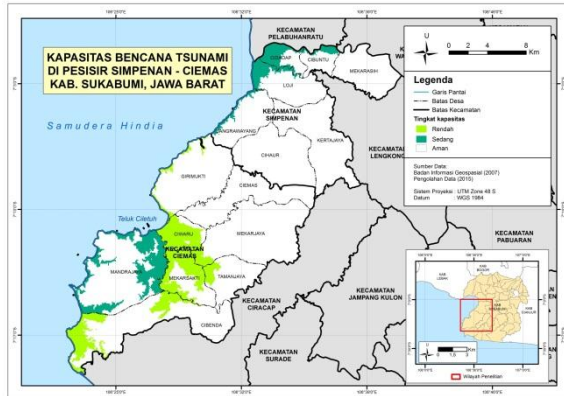 KAPASITAS BENCANA TSUNAMI
DI PESISIR SIMPENAN - CIEMAS
KAB. SUKABUMI, JAWA BARAT
Samudera Hindia
Teluk Ciletuh
KECAMATAN
PELABUHANRATU
CIBUNTU
MEKARASIH
LOJI
KECAMATAN
SIMPENAN
KERTAJAYA
CIHAUR
KECAMATAN
LENGKONG
GIRIMUKTI
CIEMAS
CIWARU
KECAMATAN
CIEMAS
MEKARJAYA
MANDRAJAYA
MEKARSAKTI
TAMANJAYA
CIBENDA
KECAMATAN
CIRACAP
KECAMATAN
JAMPANG KULON
KECAMATAN
SURADE
PABUARAN
U
0 2 4 8
Km
Legenda
Garis Pantai
Batas Desa
Batas Kecamatan
Tingkat kapasitas
Rendah
Sedang
Aman
Sumber Data:
Badan Informasi Geospasial (2007)
Pengolahan Data (2015)
Sistem Proyeksi : UTM Zone 48 S
Datum : WGS 1984
U
Km
Wilayah Penelitian